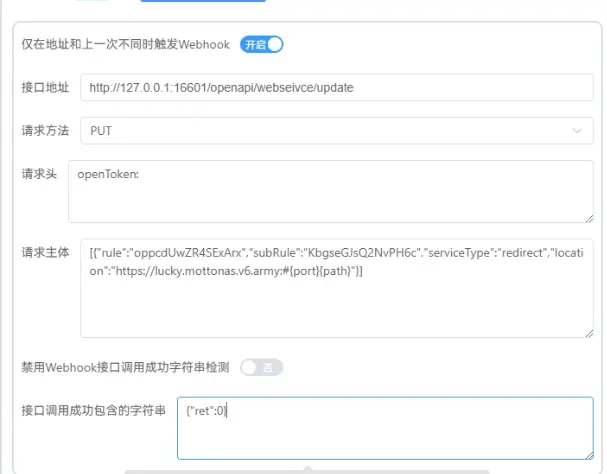 仅在地址和上一次不同时触发Webhook 开启
接口地址 http://127.0.0.1:16601/openapi/webseivce/update
请求方法 PUT
请求头 openToken:
请求主体 [{"rule":"oppcdUwZR4SExArx","subRule":"KbgseGJsQ2NvPH6c","serviceType":"redirect","locati
on":"https://lucky.mottonas.v6.army:#{port}{path}"}]
禁用Webhook接口调用成功字符串检测 否
接口调用成功包含的字符串 {"ret":0}